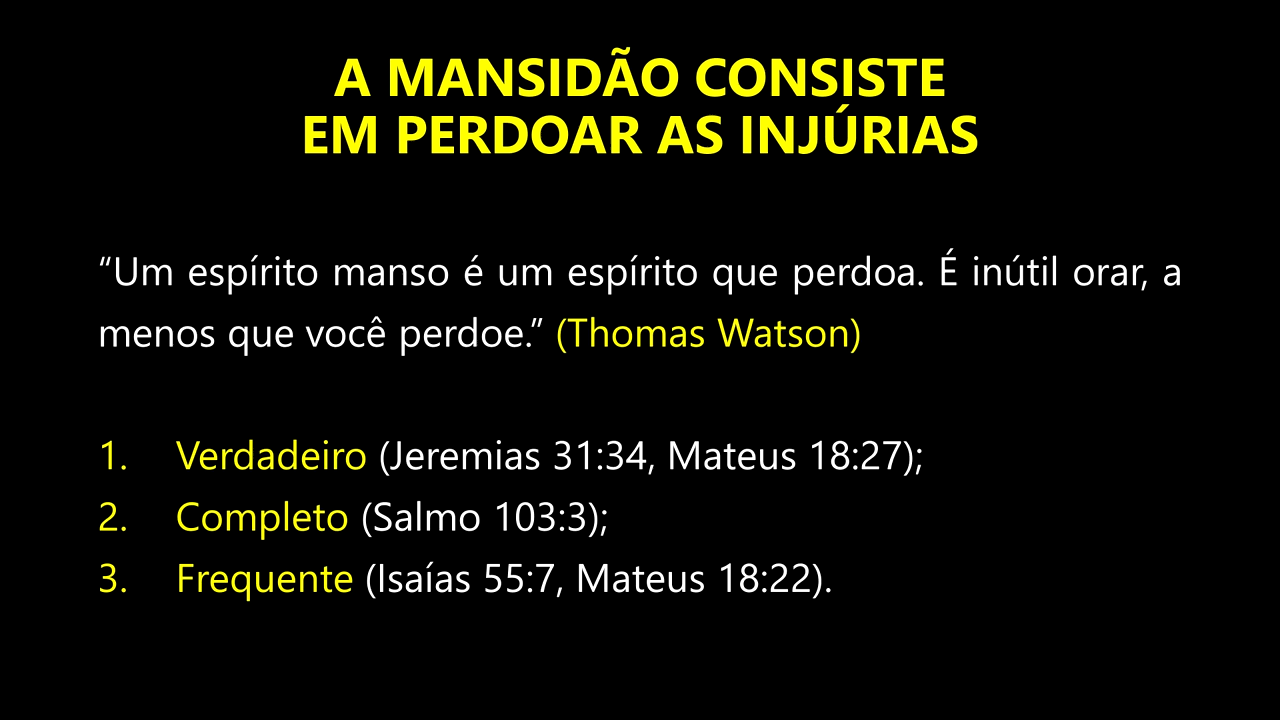 A MANSIDÃO CONSISTE
EM PERDOAR AS INJÚRIAS
“Um espírito manso é um espírito que perdoa. É inútil orar, a
menos que você perdoe.” (Thomas Watson)
1. Verdadeiro (Jeremias 31:34, Mateus 18:27);
2. Completo (Salmo 103:3);
3. Frequente (Isaías 55:7, Mateus 18:22).